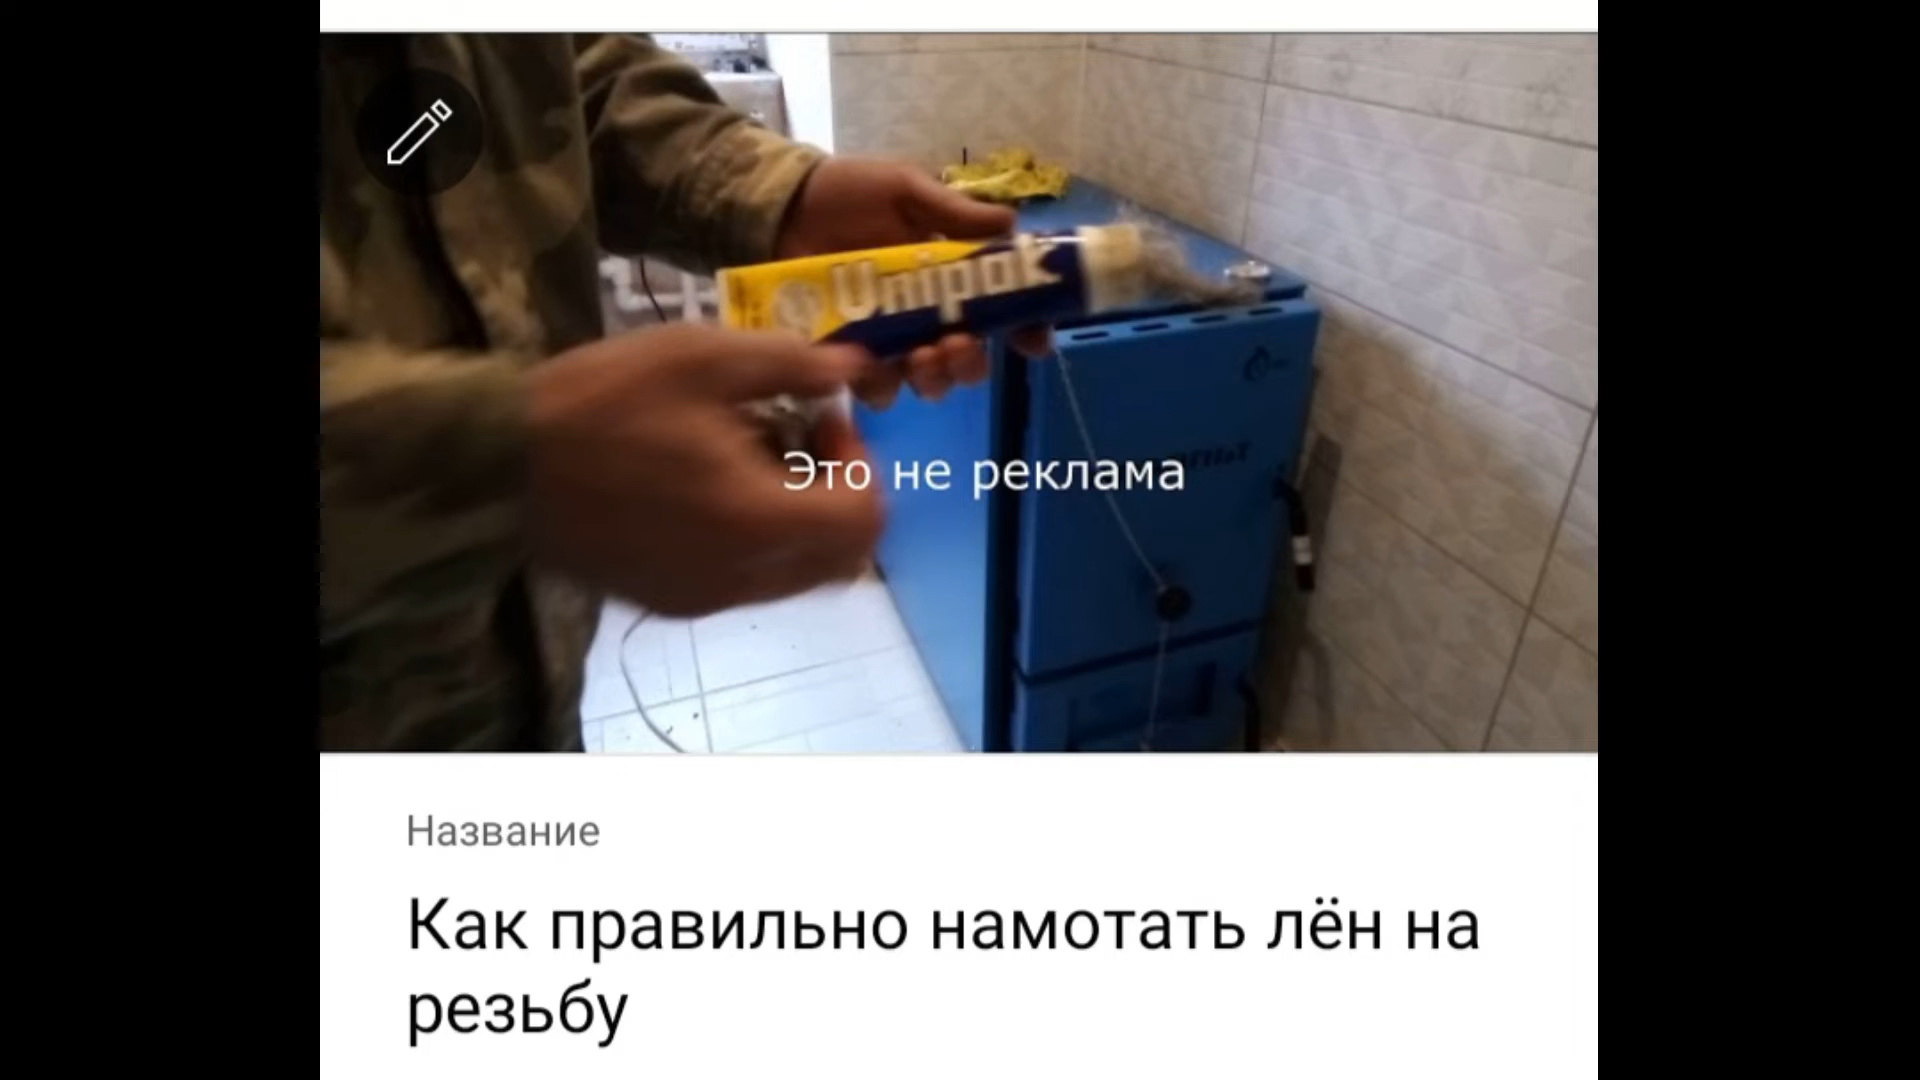 Unipak
Это не реклама
Название
Как правильно намотать лён на
резьбу